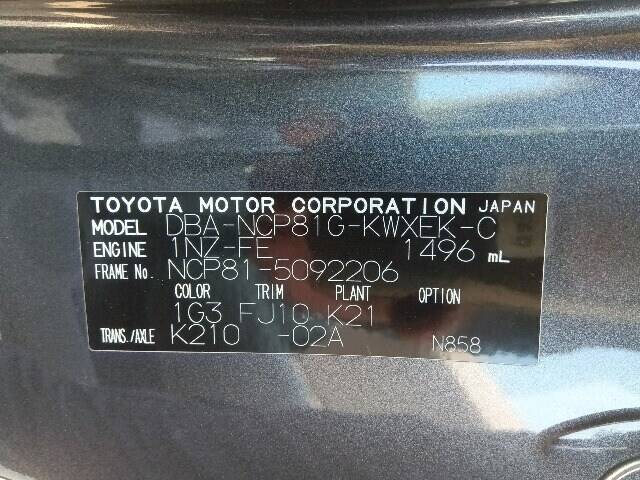 TOYOTA MOTOR CORPORATION JAPAN
MODEL DBA-NCP81G-KWXEK-C
ENGINE 1NZ-FE 1496 mL
FRAME No. NCP81-5092206
COLOR TRIM PLANT OPTION
1G3 FJ10 K21
TRANS./AXLE K210 -02A N858